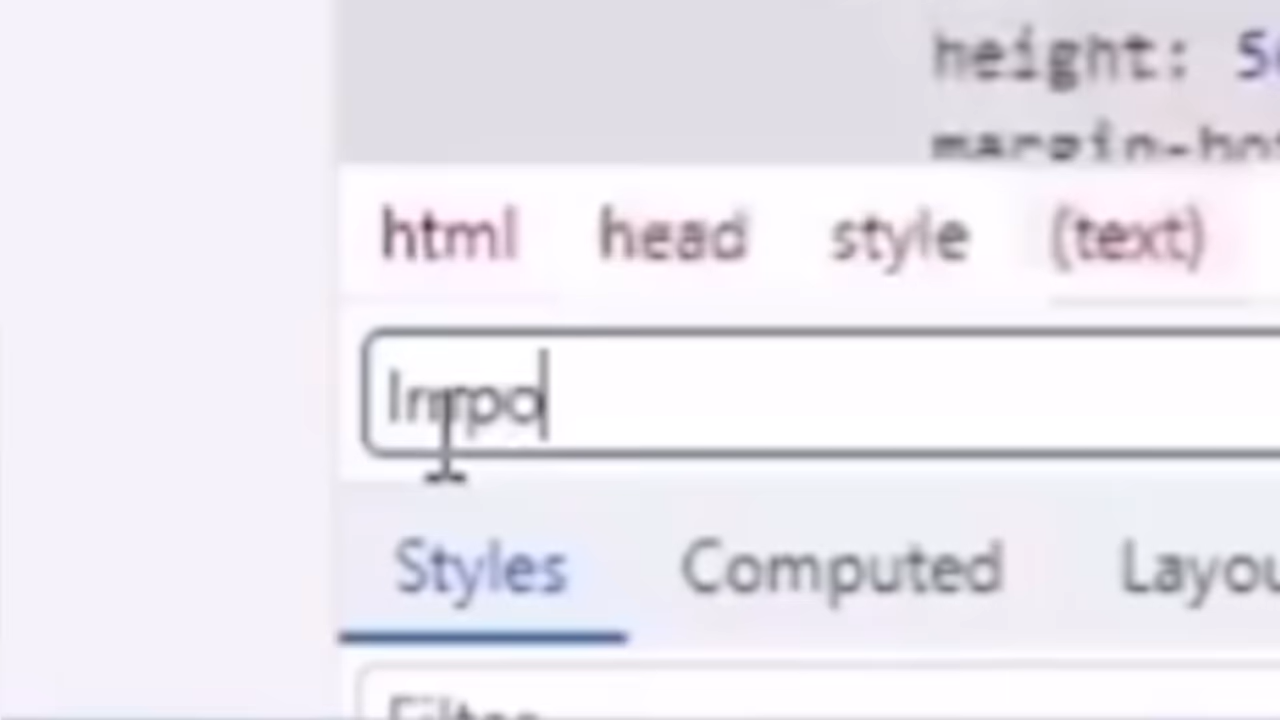 height: 5
html head style (text)
Impo
Styles Computed Layou